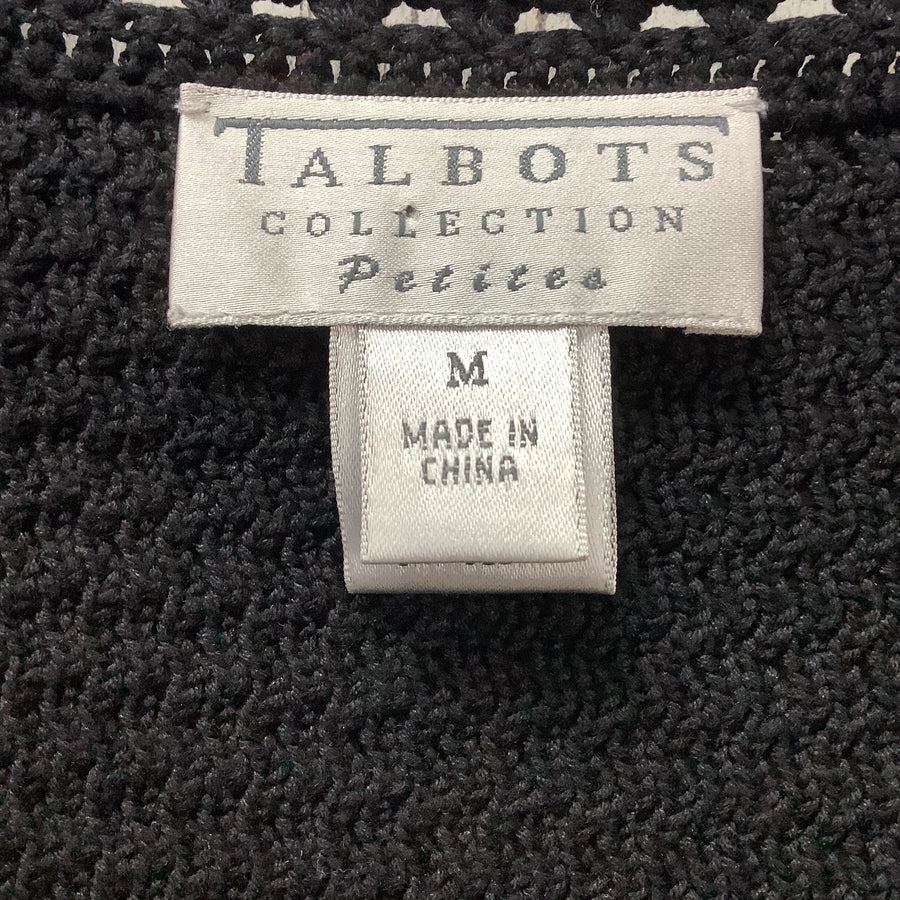 TALBOTS
COLLECTION
Petites
M
MADE IN
CHINA